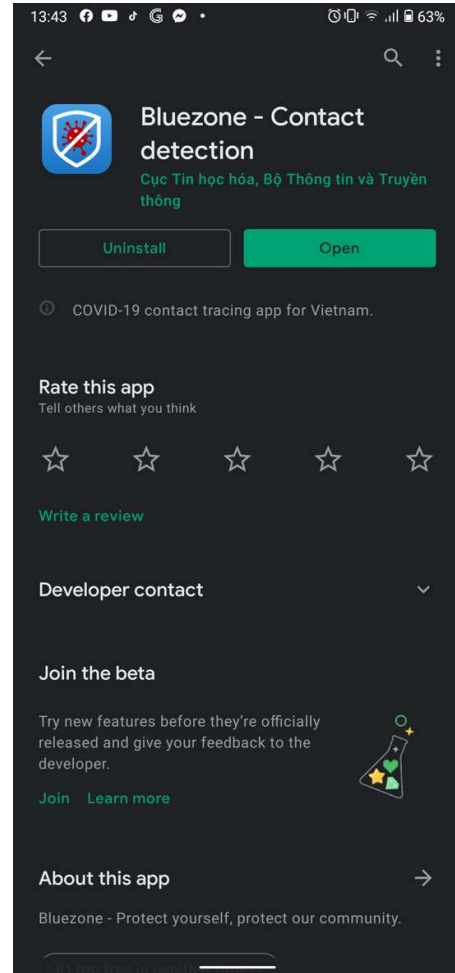 13:43 63%
Bluezone - Contact
detection
Cục Tin học hóa, Bộ Thông tin và Truyền
thông
Uninstall Open
COVID-19 contact tracing app for Vietnam.
Rate this app
Tell others what you think
Write a review
Developer contact
Join the beta
Try new features before they're officially
released and give your feedback to the
developer.
Join Learn more
About this app
Bluezone - Protect yourself, protect our community.